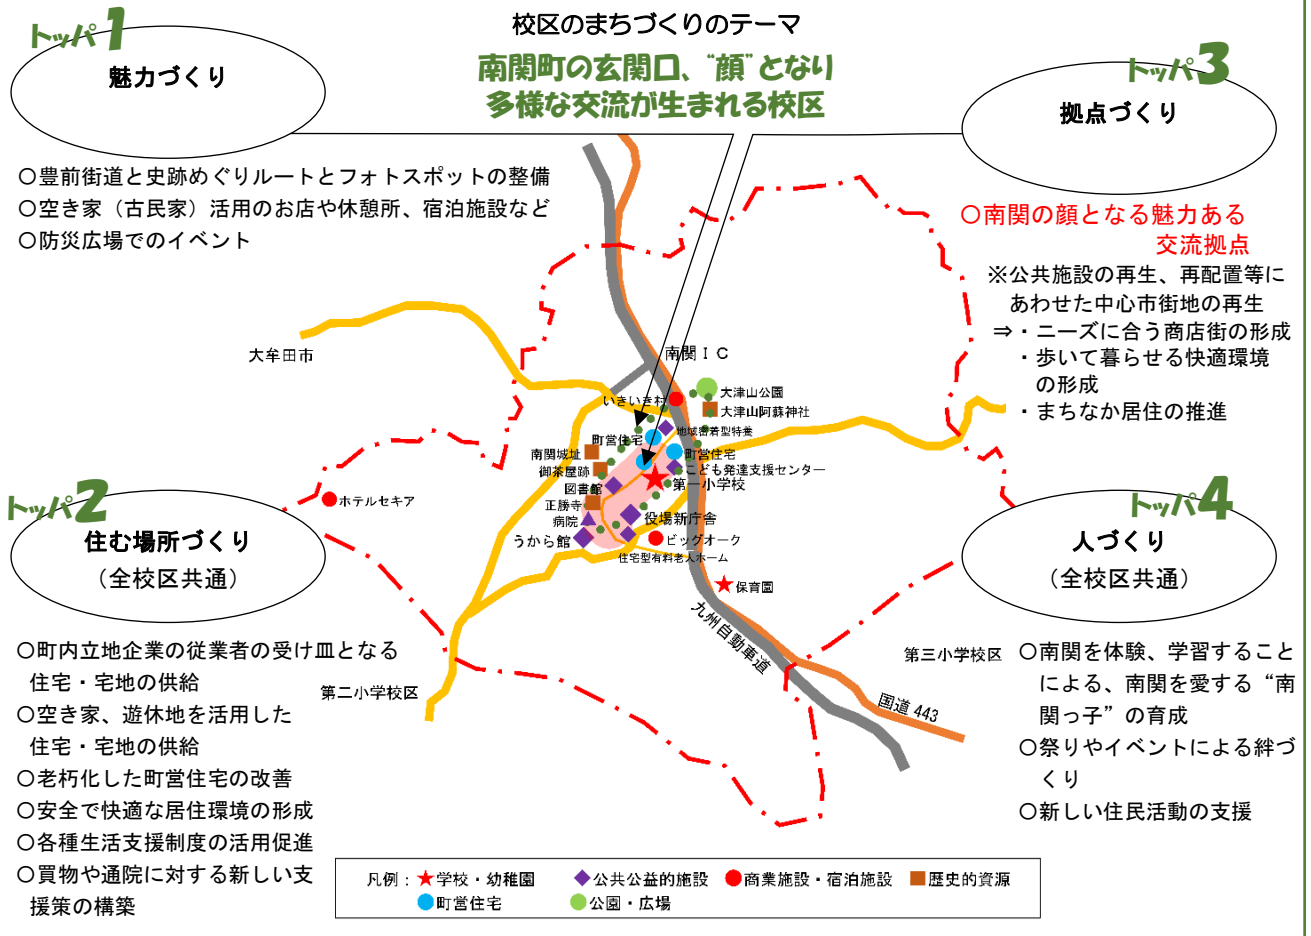 校区のまちづくりのテーマ
南関町の玄関口、“顔”となり
多様な交流が生まれる校区
トッパ1
魅力づくり
○豊前街道と史跡めぐりルートとフォトスポットの整備
○空き家（古民家）活用のお店や休憩所、宿泊施設など
○防災広場でのイベント
トッパ3
拠点づくり
○南関の顔となる魅力ある
交流拠点
※公共施設の再生、再配置等に
あわせた中心市街地の再生
⇒・ニーズに合う商店街の形成
・歩いて暮らせる快適環境
の形成
・まちなか居住の推進
大牟田市
南関ＩＣ
いきいき村
大津山公園
大津山阿蘇神社
地域密着型特養
町営住宅
町営住宅
南関城址
御茶屋跡
こども発達支援センター
図書館
第一小学校
正勝寺
病院
役場新庁舎
うから館
ビッグオーク
住宅型有料老人ホーム
ホテルセキア
保育園
九州自動車道
国道 443
第二小学校区
第三小学校区
トッパ2
住む場所づくり
（全校区共通）
○町内立地企業の従業者の受け皿となる
住宅・宅地の供給
○空き家、遊休地を活用した
住宅・宅地の供給
○老朽化した町営住宅の改善
○安全で快適な居住環境の形成
○各種生活支援制度の活用促進
○買物や通院に対する新しい支
援策の構築
トッパ4
人づくり
（全校区共通）
○南関を体験、学習すること
による、南関を愛する“南
関っ子”の育成
○祭りやイベントによる絆づ
くり
○新しい住民活動の支援
凡例：★学校・幼稚園 ◆公共公益的施設 ●商業施設・宿泊施設 ■歴史的資源
●町営住宅 ●公園・広場